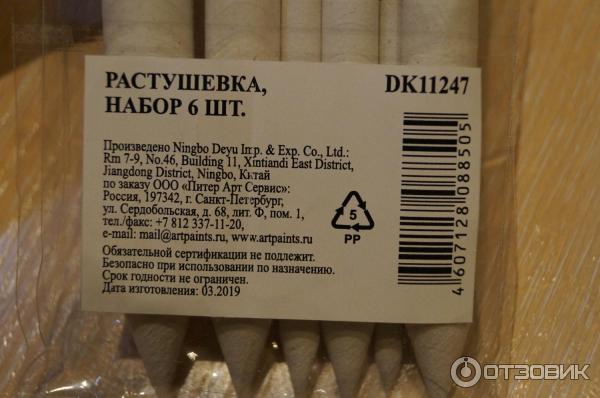 РАСТУШЕВКА,
НАБОР 6 ШТ.
DK11247
Произведено Ningbo Deyu Imp. & Exp. Co., Ltd.:
Rm 7-9, No.46, Building 11, Xintiandi East District,
Jiangdong District, Ningbo, Китай
по заказу ООО «Питер Арт Сервис»:
Россия, 197342, г. Санкт-Петербург,
ул. Сердобольская, д. 68, лит. Ф, пом. 1,
тел./факс: +7 812 337-11-20,
e-mail: mail@artpaints.ru, www.artpaints.ru
Обязательной сертификации не подлежит.
Безопасно при использовании по назначению.
Срок годности не ограничен.
Дата изготовления: 03.2019
5
PP
4 607128 088505
ОТЗОВИК